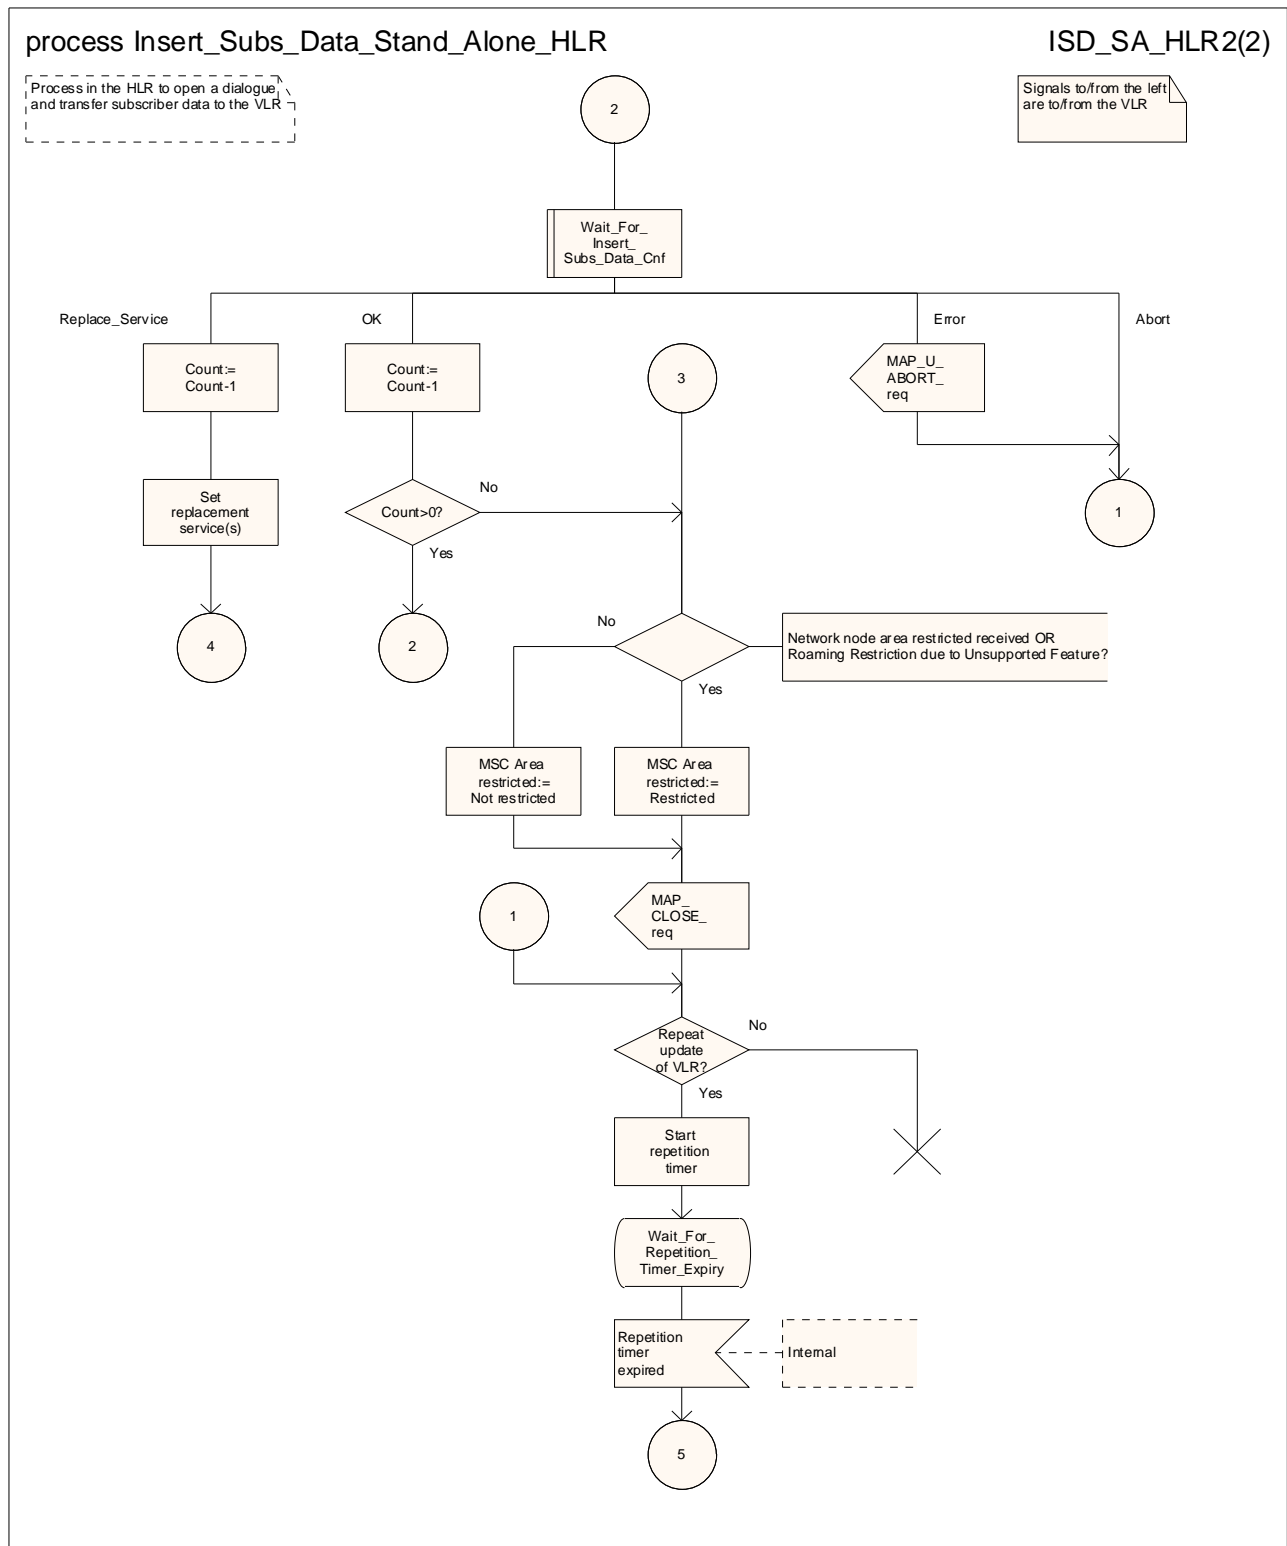 process Insert_Subs_Data_Stand_Alone_HLR
ISD_SA_HLR2(2)
Process in the HLR to open a dialogue
and transfer subscriber data to the VLR
2
Signals to/from the left
are to/from the VLR
Wait_For_
Insert_
Subs_Data_Cnf
Replace_Service
OK
Error
Abort
Count:=
Count-1
Count:=
Count-1
3
MAP_U_
ABORT_
req
Set
replacement
service(s)
Count>0?
No
Yes
1
4
2
No
Yes
Network node area restricted received OR
Roaming Restriction due to Unsupported Feature?
MSC Area
restricted:=
Not restricted
MSC Area
restricted:=
Restricted
1
MAP_
CLOSE_
req
Repeat
update
of VLR?
No
Yes
Start
repetition
timer
Wait_For_
Repetition_
Timer_Expiry
Repetition
timer
expired
Internal
5